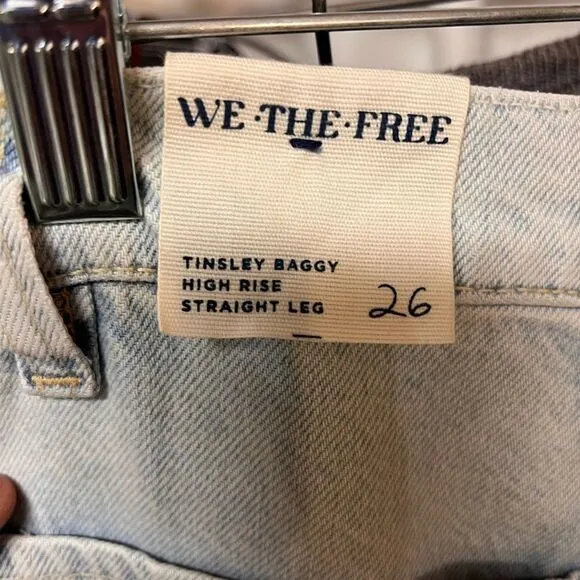 WE·THE·FREE
TINSLEY BAGGY
HIGH RISE
STRAIGHT LEG 26